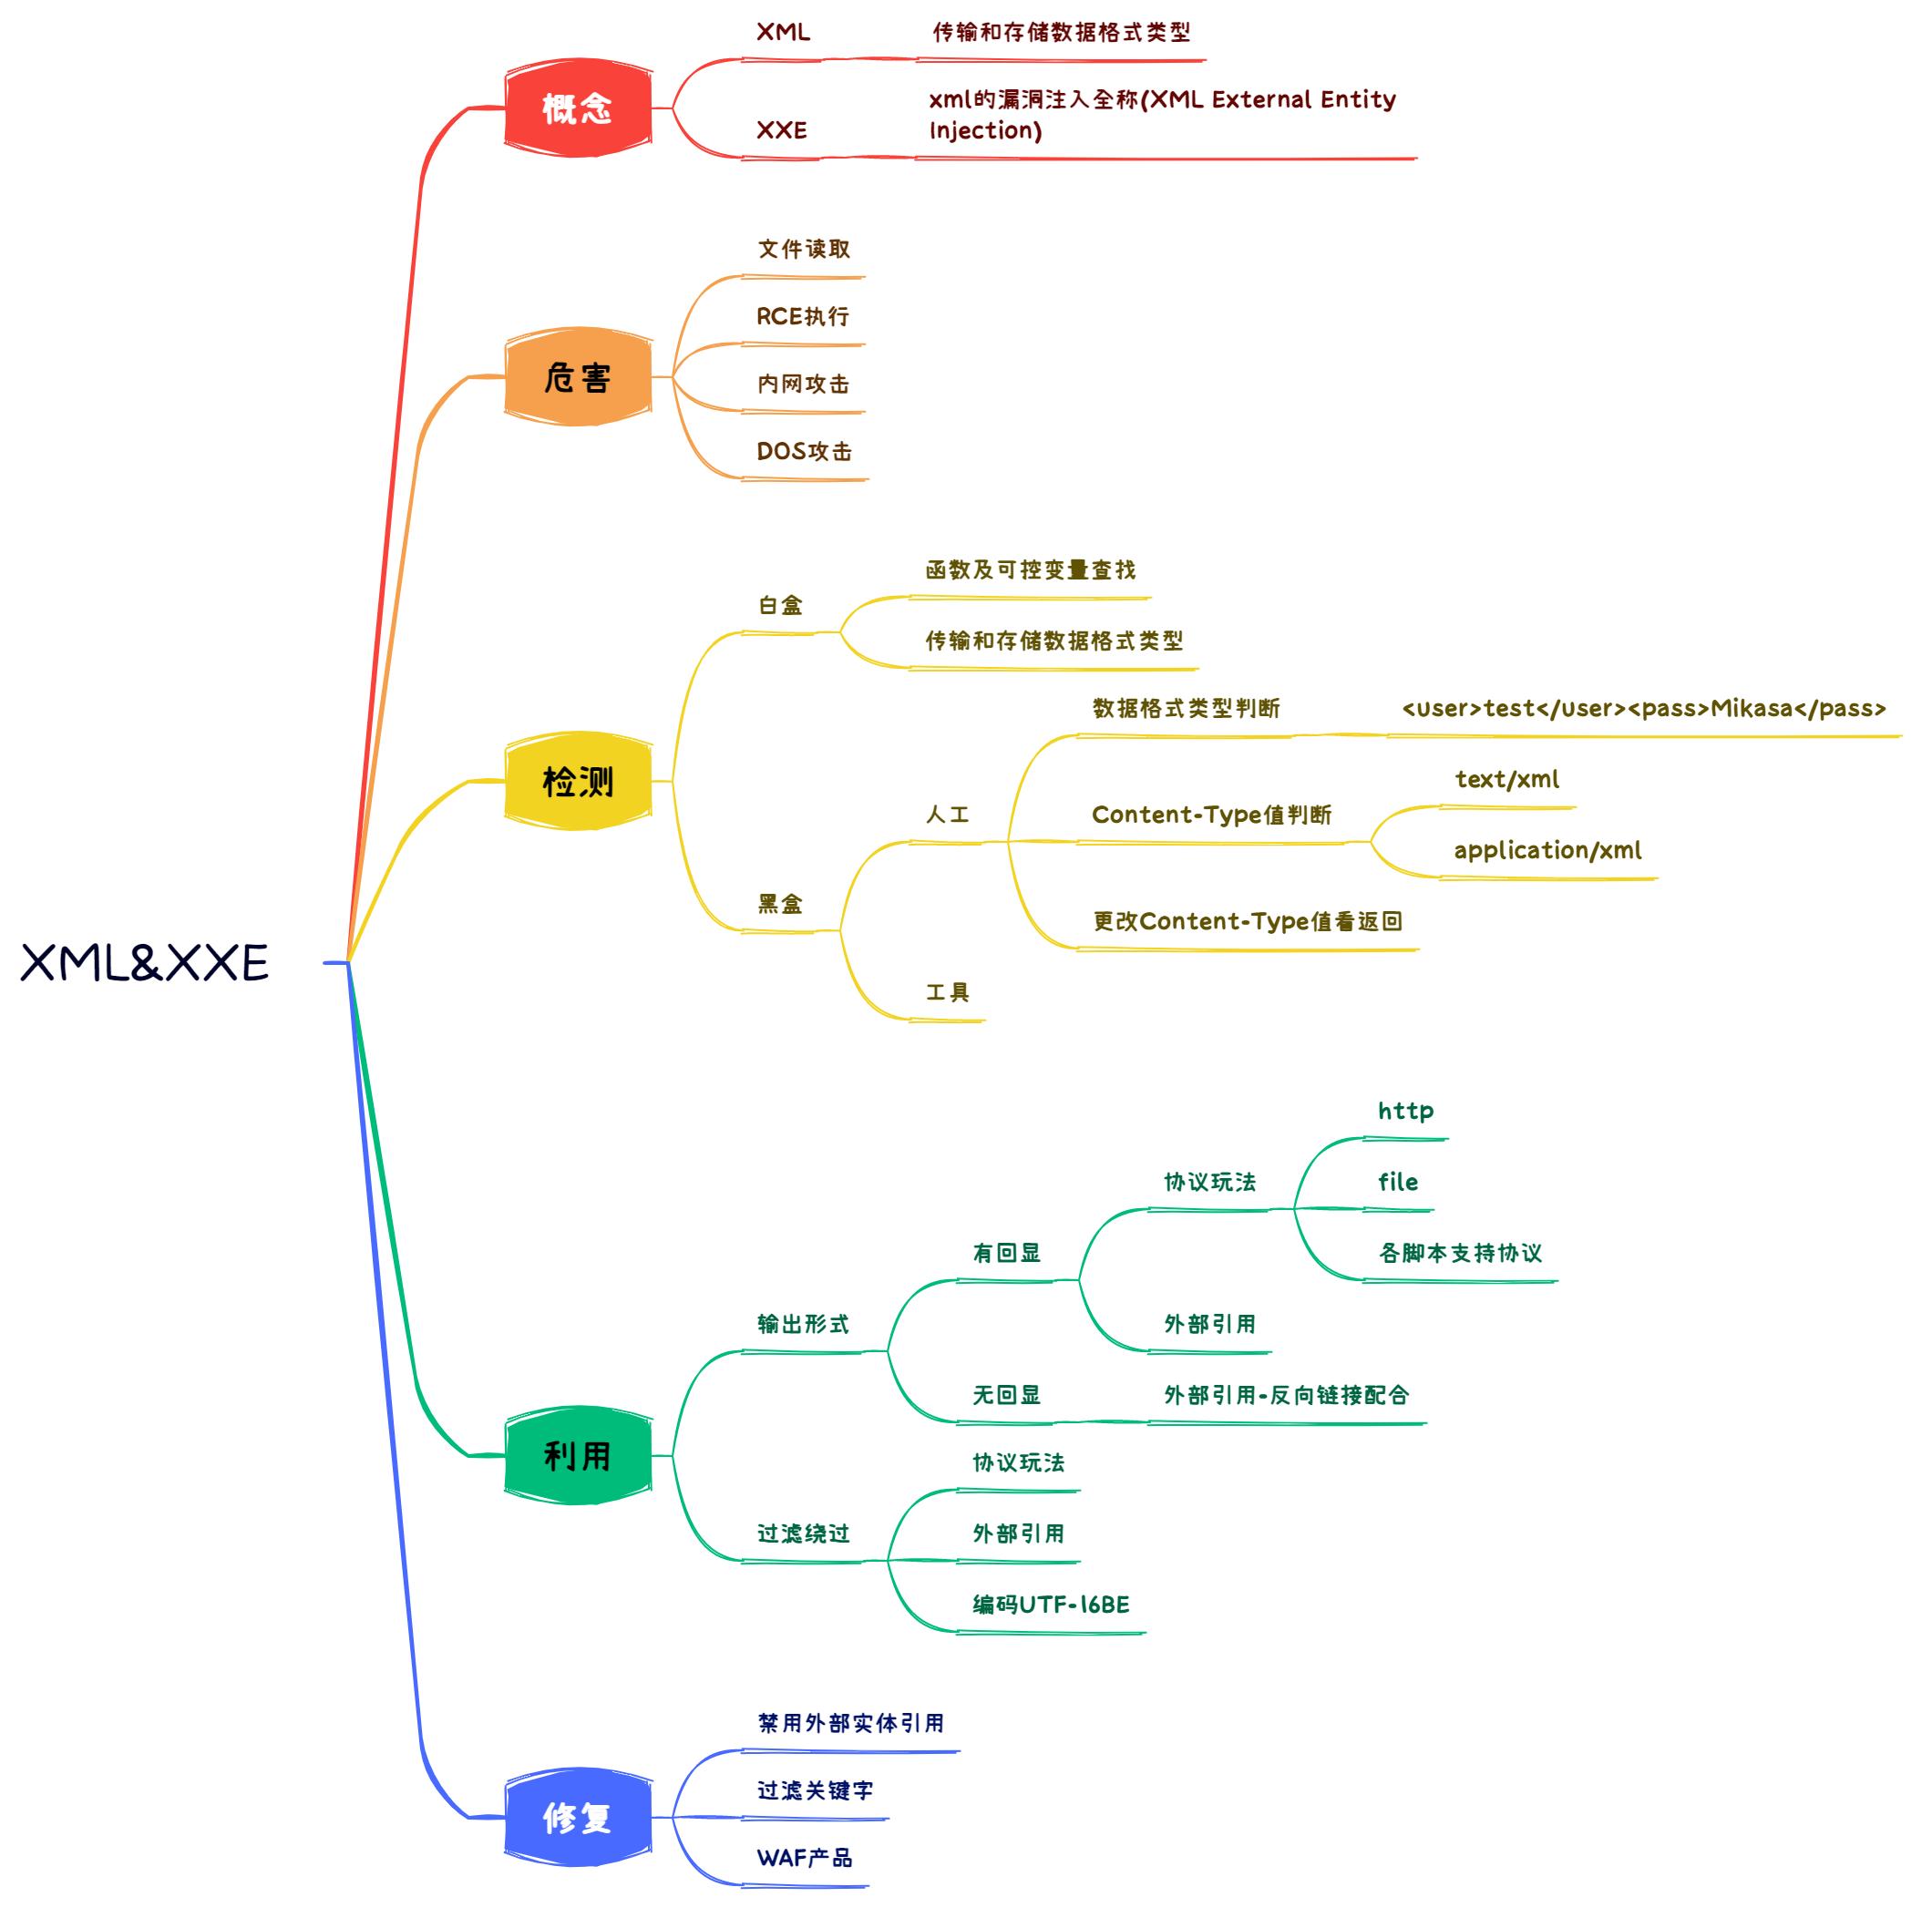 XML&XXE
概念
XML
传输和存储数据格式类型
XXE
xml的漏洞注入全称(XML External Entity
Injection)
危害
文件读取
RCE执行
内网攻击
DOS攻击
检测
白盒
函数及可控变量查找
传输和存储数据格式类型
黑盒
人工
数据格式类型判断
<user>test</user><pass>Mikasa</pass>
Content-Type值判断
text/xml
application/xml
更改Content-Type值看返回
工具
利用
输出形式
有回显
协议玩法
http
file
各脚本支持协议
外部引用
无回显
外部引用-反向链接配合
过滤绕过
协议玩法
外部引用
编码UTF-16BE
修复
禁用外部实体引用
过滤关键字
WAF产品